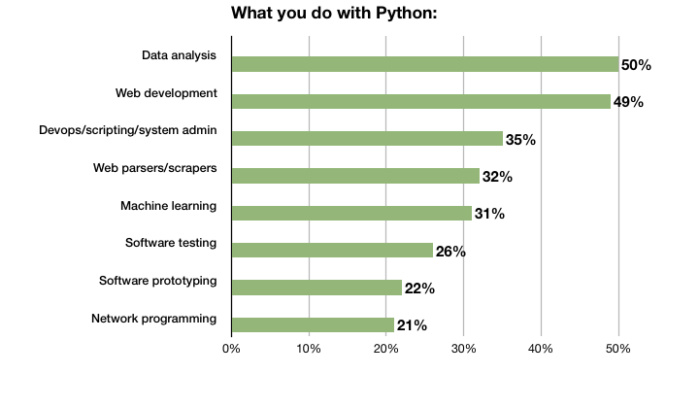 What you do with Python:
Data analysis
50%
Web development
49%
Devops/scripting/system admin
35%
Web parsers/scrapers
32%
Machine learning
31%
Software testing
26%
Software prototyping
22%
Network programming
21%
0% 10% 20% 30% 40% 50%